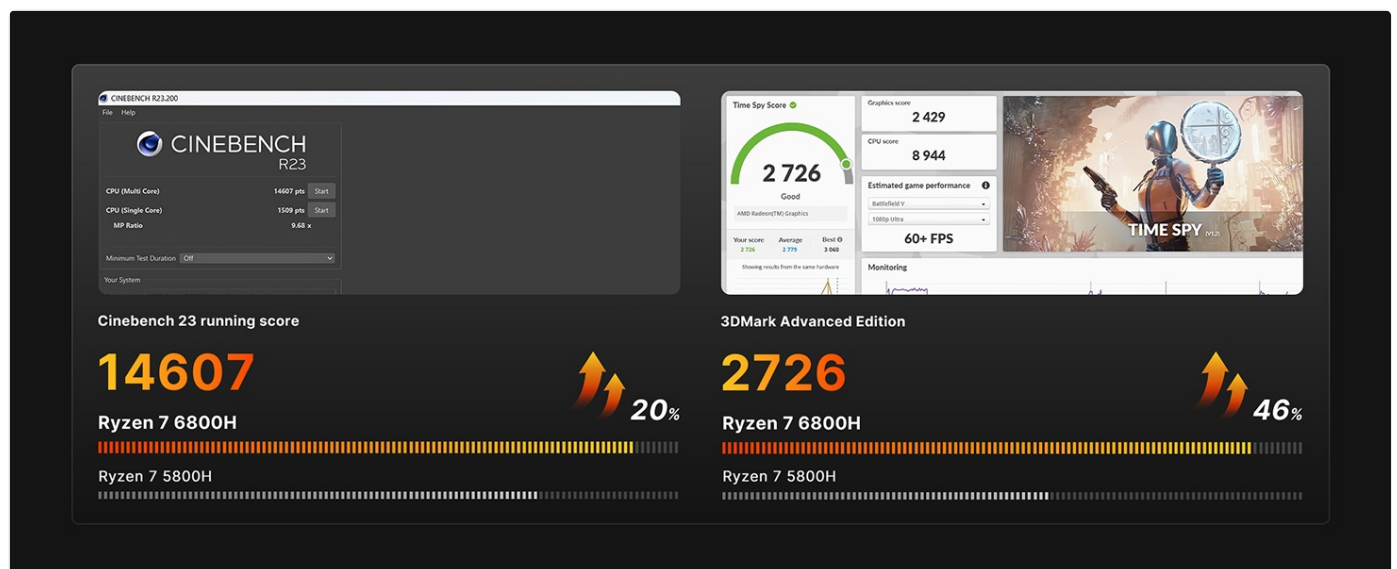 CINEBENCH R23.200
File Help
CINEBENCH
R23
CPU (Multi Core) 14607 pts Start
CPU (Single Core) 1509 pts Start
MP Ratio 9.68 x
Minimum Test Duration Off
Your System
Time Spy Score
2 726
Good
AMD Radeon(TM) Graphics
Your score Average Best
2 726 2 779 3 060
Showing results from the same hardware
Graphics score
2 429
CPU score
8 944
Estimated game performance
Battlefield V
1080p Ultra
60+ FPS
TIME SPY (V1.2)
Monitoring
Cinebench 23 running score
14607
20%
Ryzen 7 6800H
Ryzen 7 5800H
3DMark Advanced Edition
2726
46%
Ryzen 7 6800H
Ryzen 7 5800H